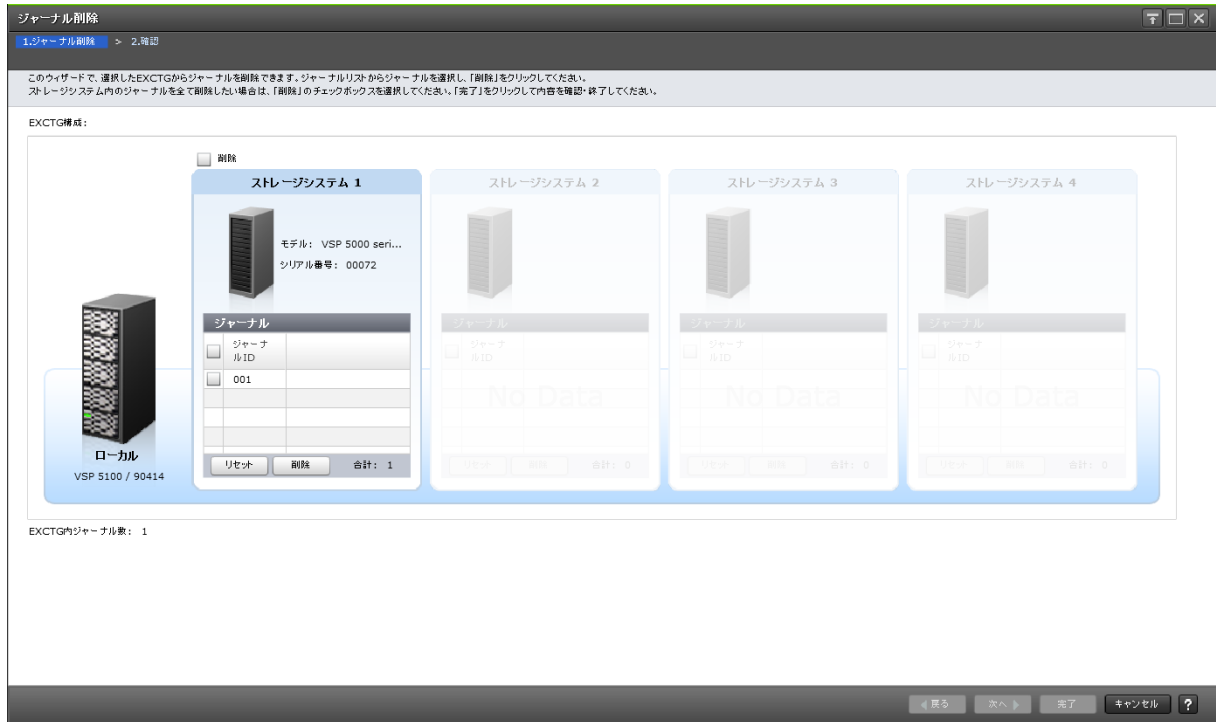 ジャーナル削除
1.ジャーナル削除 > 2.確認
このウィザードで、選択したEXCTGからジャーナルを削除できます。ジャーナルリストからジャーナルを選択し、「削除」をクリックしてください。
ストレージシステム内のジャーナルを全て削除したい場合は、「削除」のチェックボックスを選択してください。「完了」をクリックして内容を確認・終了してください。
EXCTG構成:
削除
ストレージシステム 1
モデル: VSP 5000 seri...
シリアル番号: 00072
ジャーナル
ジャーナ
ルID
001
リセット 削除 合計: 1
ストレージシステム 2
ジャーナル
ジャーナ
ルID
No Data
リセット 削除 合計: 0
ストレージシステム 3
ジャーナル
ジャーナ
ルID
No Data
リセット 削除 合計: 0
ストレージシステム 4
ジャーナル
ジャーナ
ルID
No Data
リセット 削除 合計: 0
ローカル
VSP 5100 / 90414
EXCTG内ジャーナル数: 1
戻る 次へ 完了 キャンセル ?